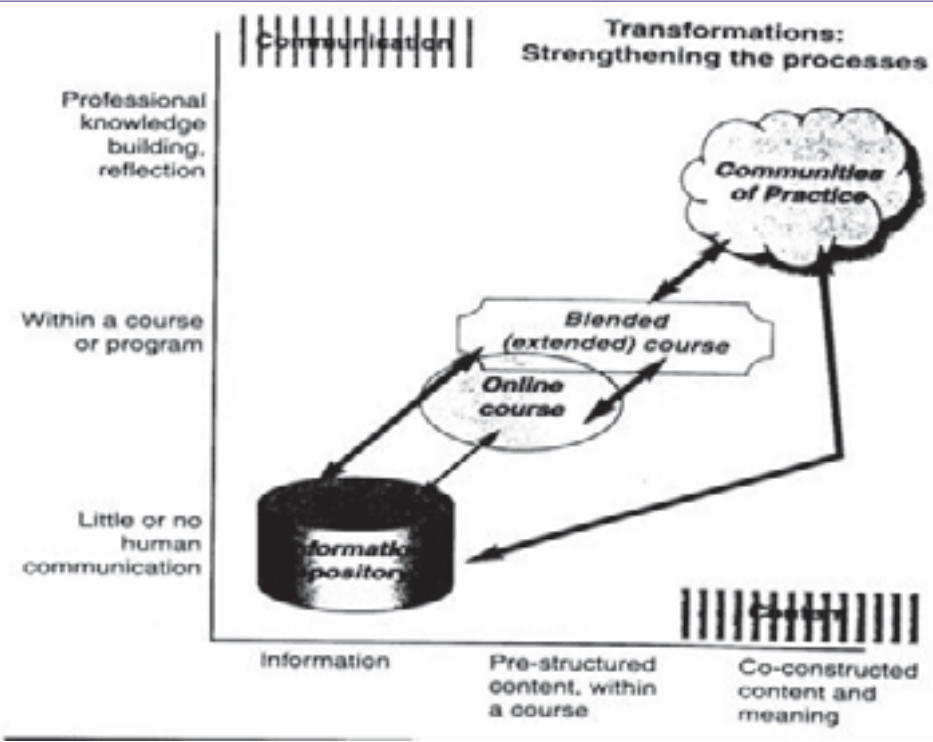 Communication
Transformations:
Strengthening the processes
Professional
knowledge
building,
reflection
Communities
of Practice
Within a course
or program
Blended
(extended) course
Online
course
Little or no
human
communication
Information
Pre-structured
content, within
a course
Co-constructed
content and
meaning